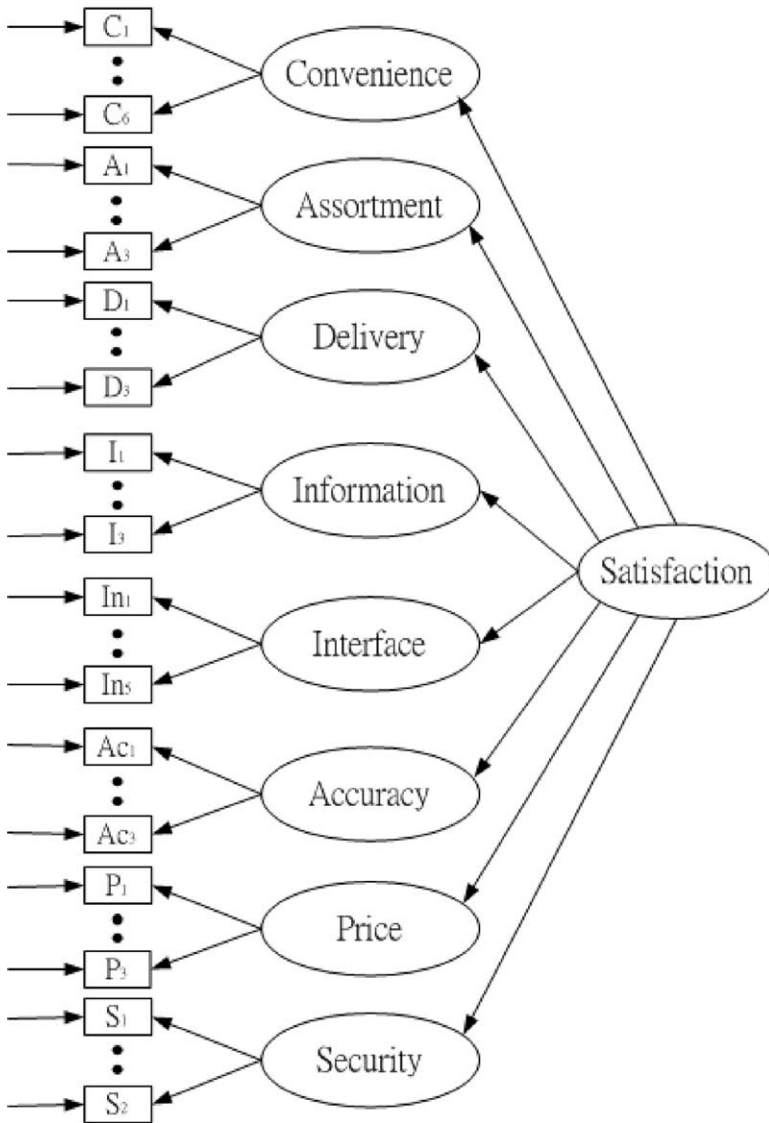 C1
Convenience
C6
A1
Assortment
A3
D1
Delivery
D3
I1
Information
I3
Satisfaction
In1
Interface
In5
Ac1
Accuracy
Ac3
P1
Price
P3
S1
Security
S2